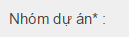 Nhóm dự án* :